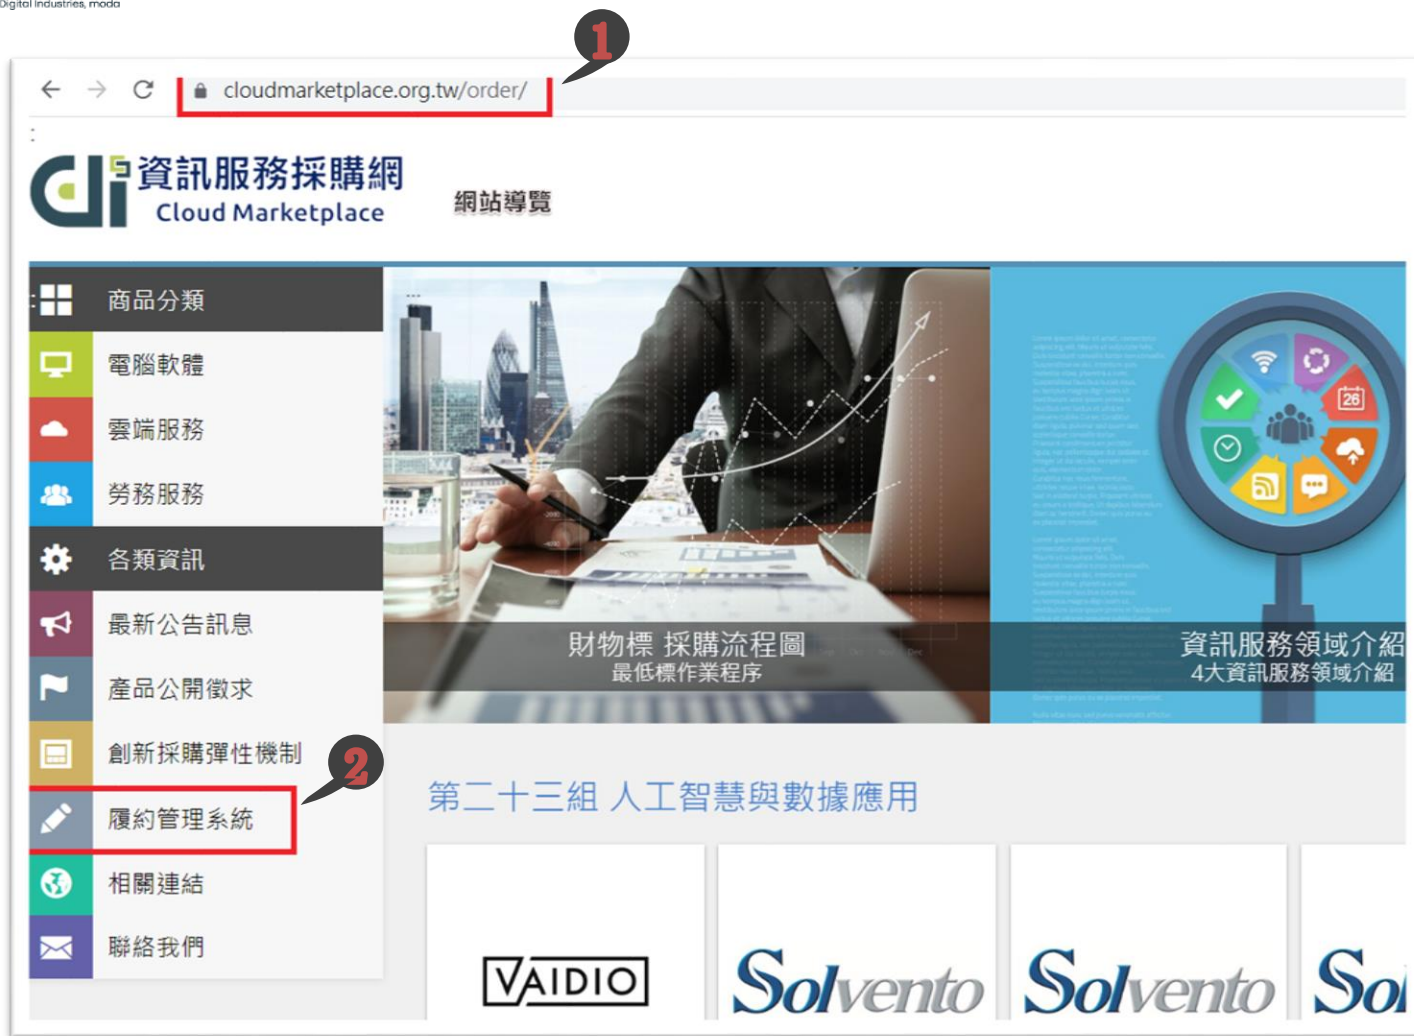 Digital Industries, moda
1
cloudmarketplace.org.tw/order/
資訊服務採購網
Cloud Marketplace
網站導覽
商品分類
電腦軟體
雲端服務
勞務服務
各類資訊
最新公告訊息
產品公開徵求
創新採購彈性機制
2
履約管理系統
相關連結
聯絡我們
財物標 採購流程圖
最低標作業程序
26
資訊服務領域介紹
4大資訊服務領域介紹
第二十三組 人工智慧與數據應用
VAIDIO
Solvento
Solvento
Sol